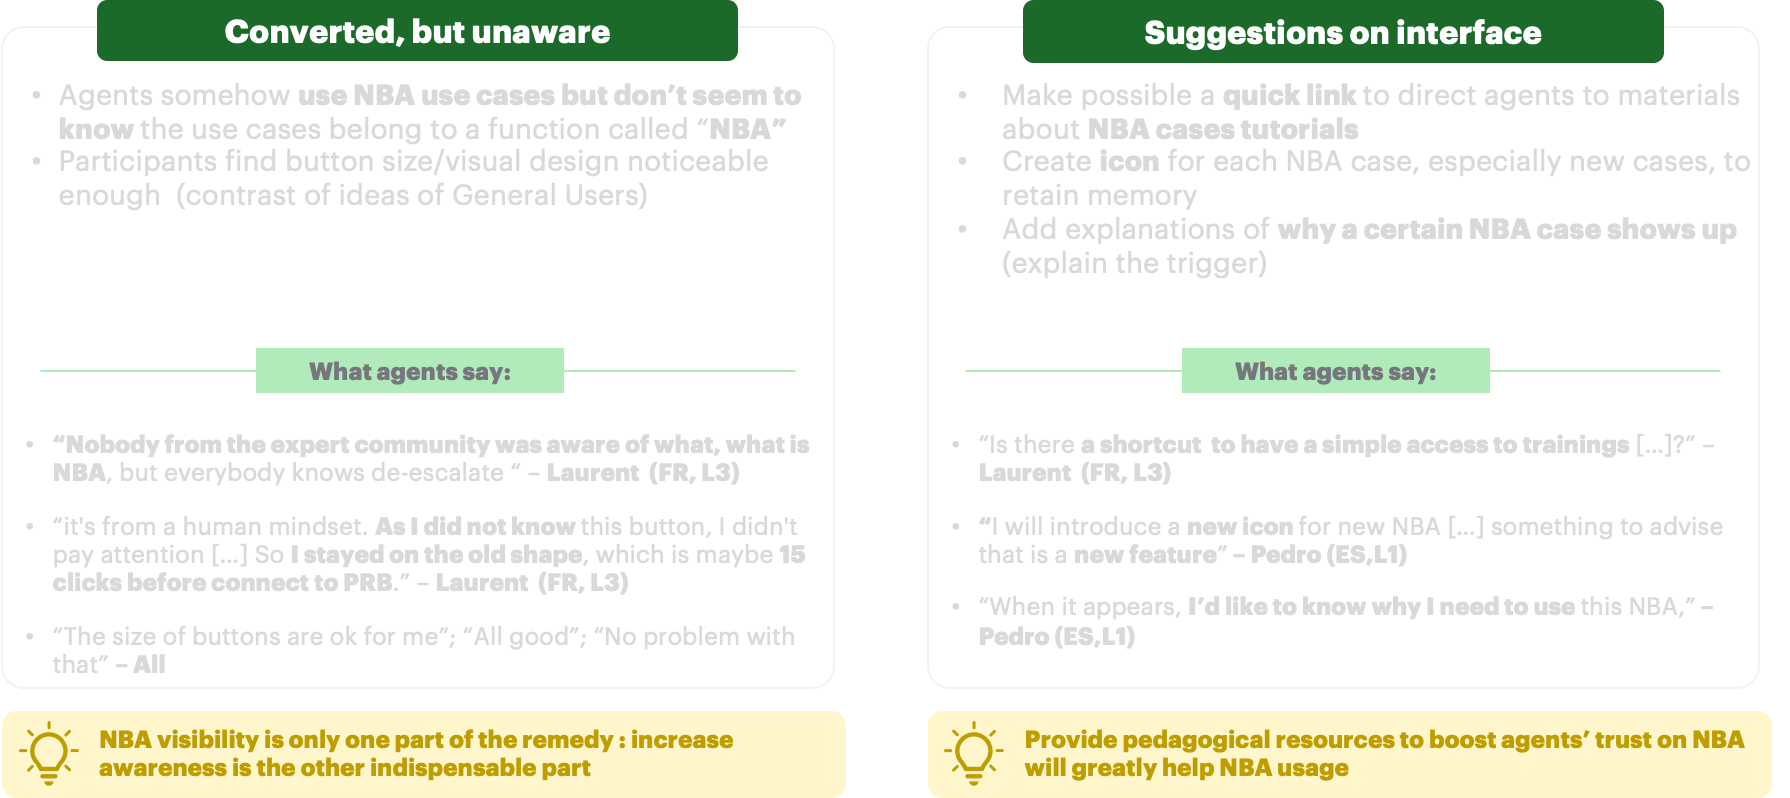 Converted, but unaware
• Agents somehow use NBA use cases but don’t seem to
know the use cases belong to a function called “NBA”
• Participants find button size/visual design noticeable
enough  (contrast of ideas of General Users)
What agents say:
• “Nobody from the expert community was aware of what, what is
NBA, but everybody knows de-escalate “ – Laurent  (FR, L3)
• “it's from a human mindset. As I did not know this button, I didn't
pay attention [...] So I stayed on the old shape, which is maybe 15
clicks before connect to PRB.” – Laurent  (FR, L3)
• “The size of buttons are ok for me”; “All good”; “No problem with
that” – All
NBA visibility is only one part of the remedy : increase
awareness is the other indispensable part
Suggestions on interface
• Make possible a quick link to direct agents to materials
about NBA cases tutorials
• Create icon for each NBA case, especially new cases, to
retain memory
• Add explanations of why a certain NBA case shows up
(explain the trigger)
What agents say:
• “Is there a shortcut  to have a simple access to trainings [...]?” –
Laurent  (FR, L3)
• “I will introduce a new icon for new NBA [...] something to advise
that is a new feature” – Pedro (ES,L1)
• “When it appears, I’d like to know why I need to use this NBA,” –
Pedro (ES,L1)
Provide pedagogical resources to boost agents’ trust on NBA
will greatly help NBA usage